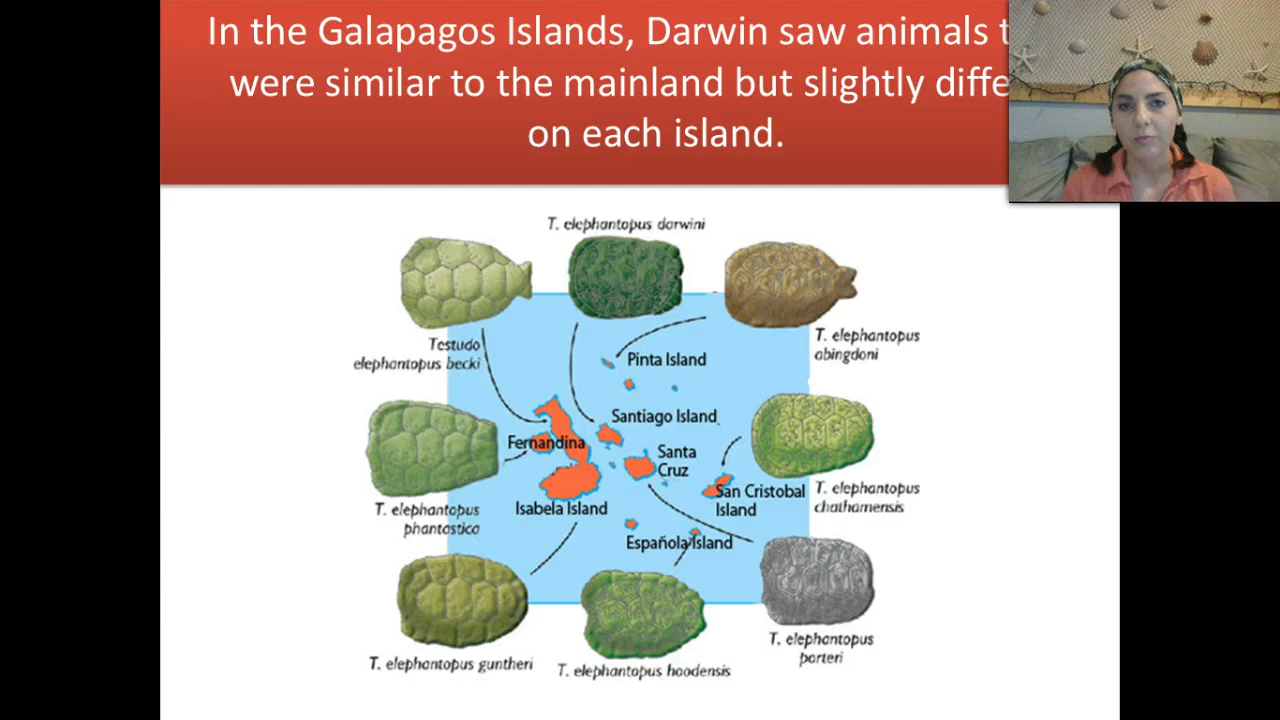 In the Galapagos Islands, Darwin saw animals t
were similar to the mainland but slightly diffe
on each island.
T. elephantopus darwini
T. elephantopus
abingdoni
Testudo
elephantopus becki
Pinta Island
Santiago Island
Fernandina
Santa
Cruz
San Cristobal
Island
T. elephantopus
chathamensis
Isabela Island
T. elephantopus
phantastica
Española Island
T. elephantopus
porteri
T. elephantopus guntheri
T. elephantopus hoodensis